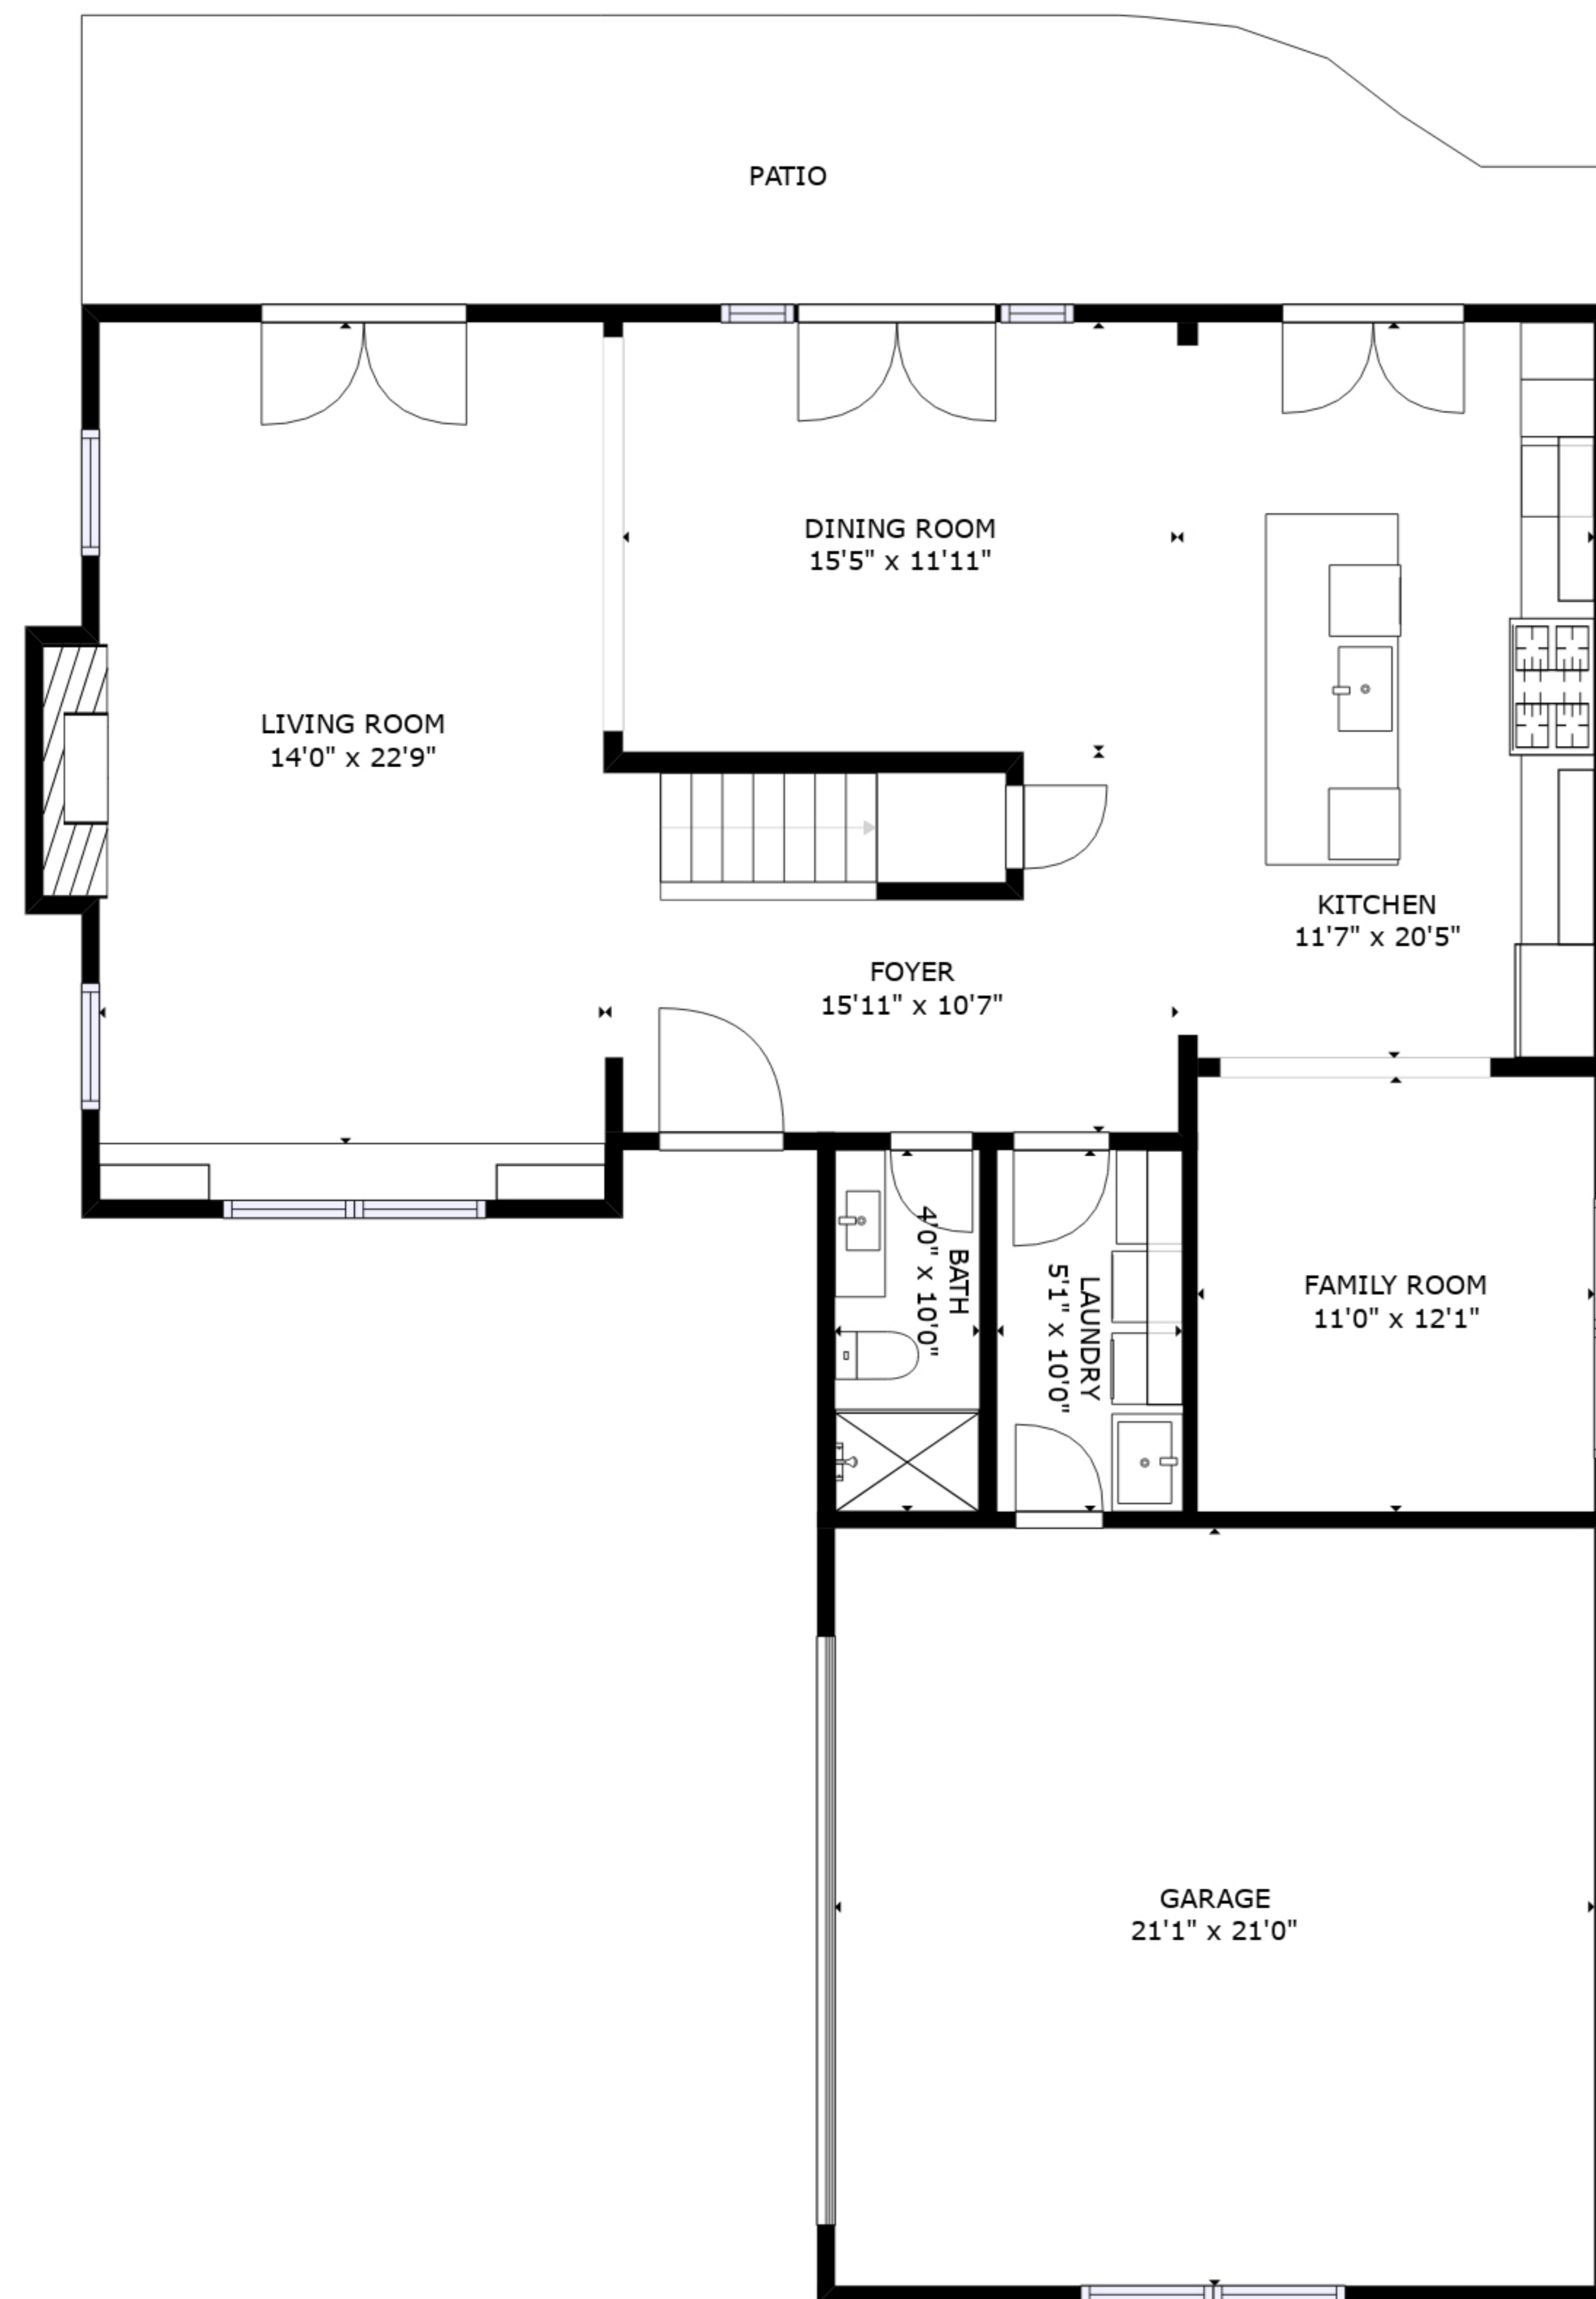 PATIO
DINING ROOM
15'5" x 11'11"
LIVING ROOM
14'0" x 22'9"
KITCHEN
11'7" x 20'5"
FOYER
15'11" x 10'7"
BATH
4'0" x 10'0"
LAUNDRY
5'1" x 10'0"
FAMILY ROOM
11'0" x 12'1"
GARAGE
21'1" x 21'0"